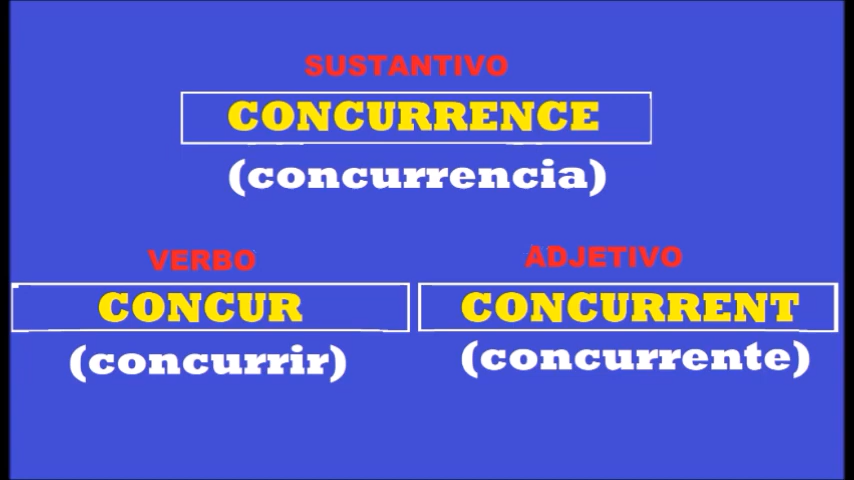 SUSTANTIVO
CONCURRENCE
(concurrencia)
VERBO
CONCUR
(concurrir)
ADJETIVO
CONCURRENT
(concurrente)